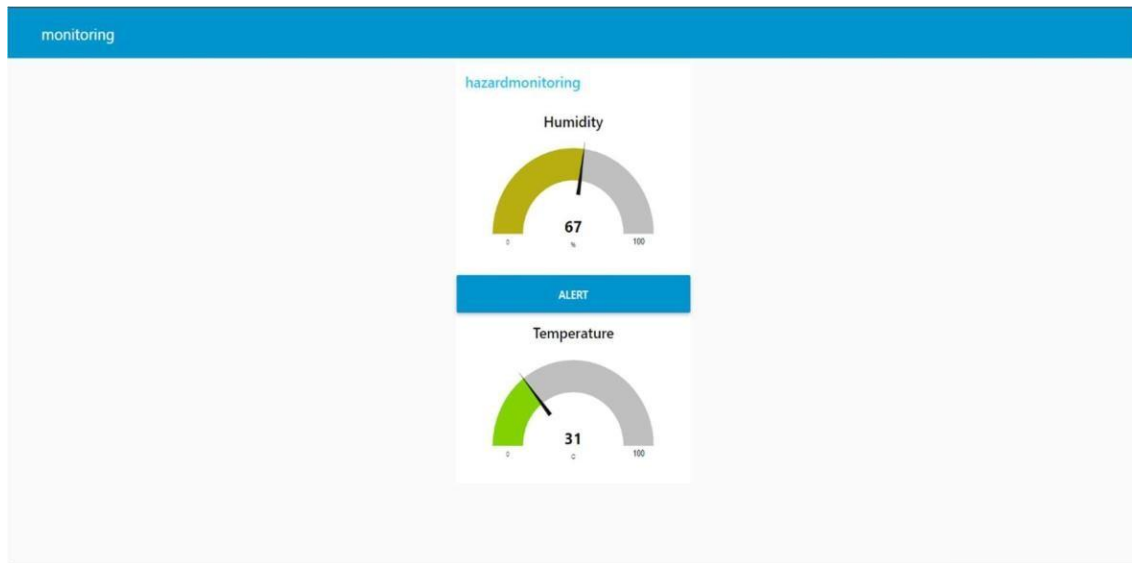 monitoring
hazardmonitoring
Humidity
67
0 % 100
ALERT
Temperature
31
0 C 100